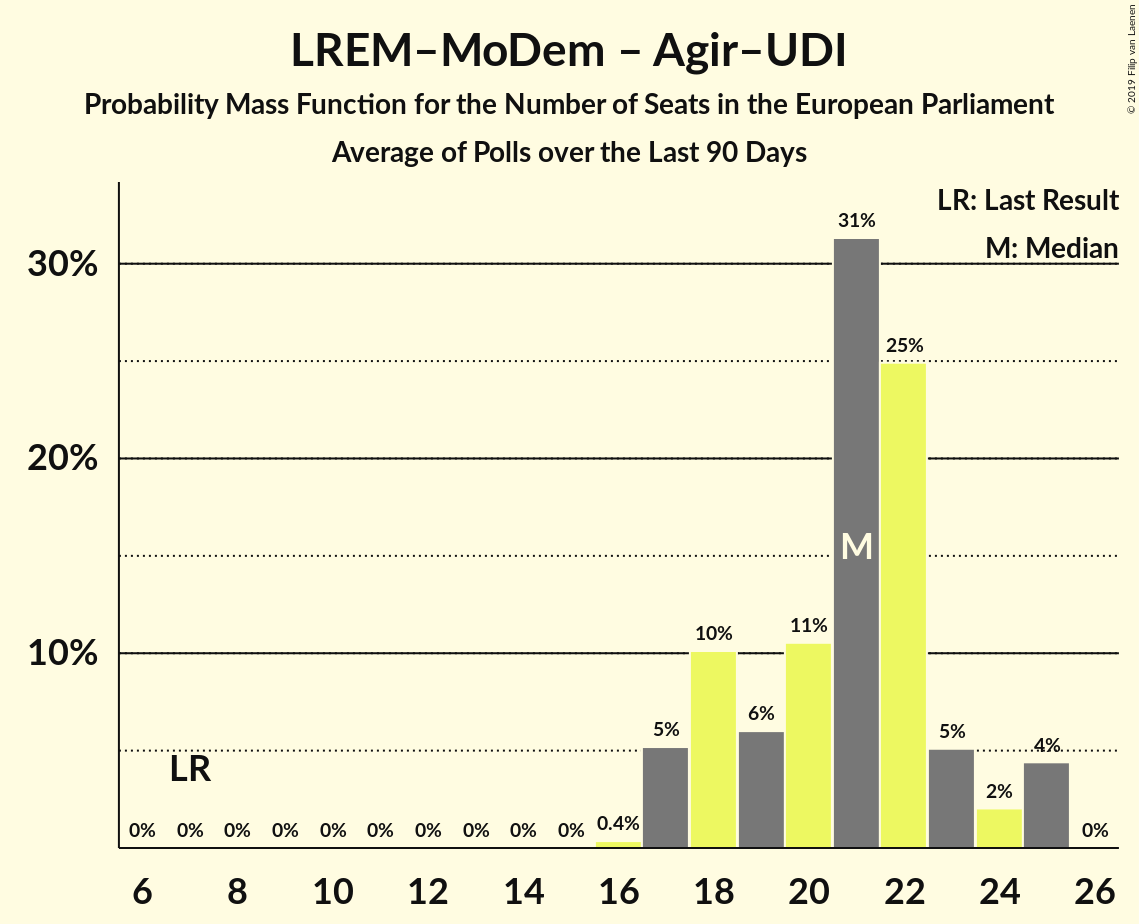 LREM–MoDem – Agir–UDI
Probability Mass Function for the Number of Seats in the European Parliament
Average of Polls over the Last 90 Days
© 2019 Filip van Laenen
LR: Last Result
M: Median
30%
20%
10%
31%
25%
M
10%
11%
5%
6%
5%
4%
2%
LR
0% 0% 0% 0% 0% 0% 0% 0% 0% 0% 0.4% 0%
6 8 10 12 14 16 18 20 22 24 26